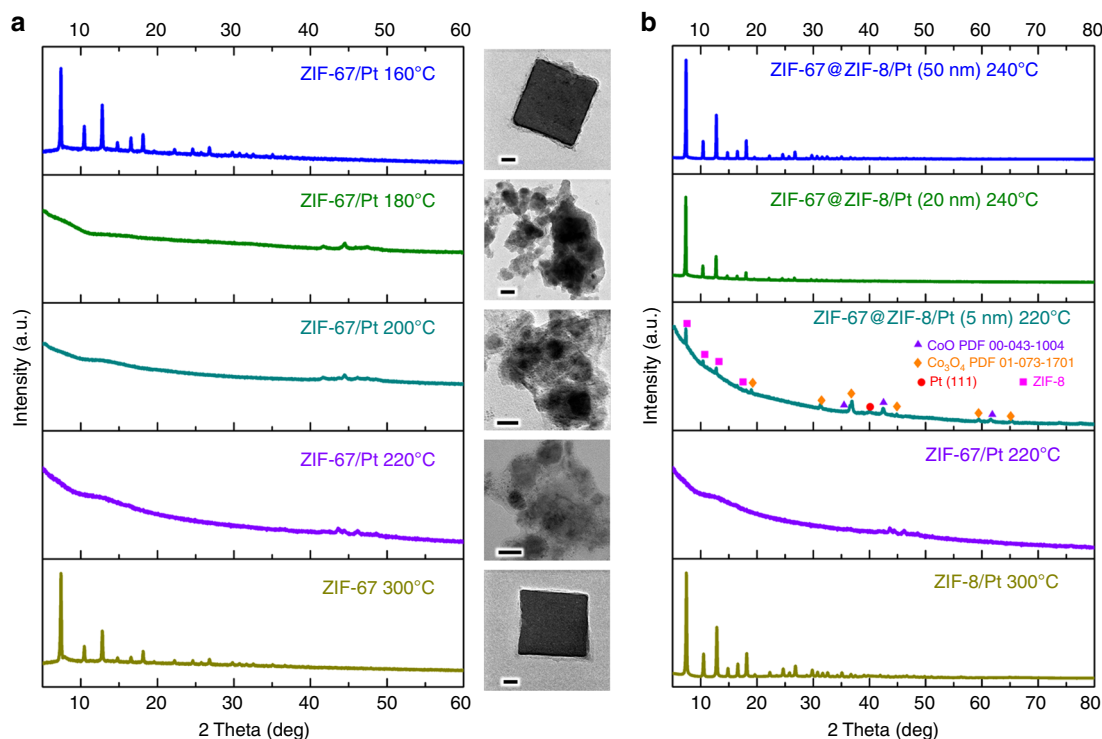 a
10 20 30 40 50 60
ZIF-67/Pt 160°C
ZIF-67/Pt 180°C
ZIF-67/Pt 200°C
ZIF-67/Pt 220°C
ZIF-67 300°C
Intensity (a.u.)
10 20 30 40 50 60
2 Theta (deg)
b
10 20 30 40 50 60 70 80
ZIF-67@ZIF-8/Pt (50 nm) 240°C
ZIF-67@ZIF-8/Pt (20 nm) 240°C
ZIF-67@ZIF-8/Pt (5 nm) 220°C
CoO PDF 00-043-1004
Co₃O₄ PDF 01-073-1701
Pt (111) ZIF-8
ZIF-67/Pt 220°C
ZIF-8/Pt 300°C
Intensity (a.u.)
10 20 30 40 50 60 70 80
2 Theta (deg)